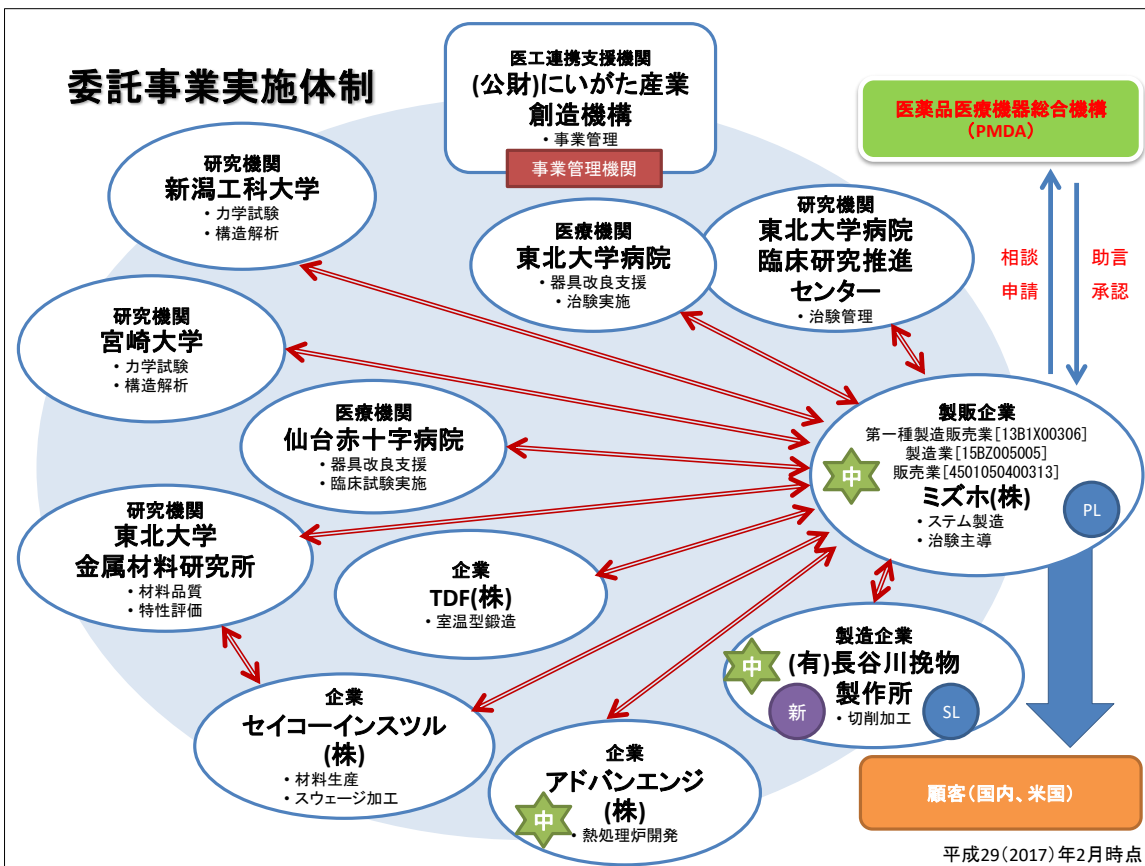 委託事業実施体制
医工連携支援機関
(公財)にいがた産業
創造機構
・事業管理
事業管理機関
医薬品医療機器総合機構
(PMDA)
研究機関
新潟工科大学
・力学試験
・構造解析
医療機関
東北大学病院
・器具改良支援
・治験実施
研究機関
東北大学病院
臨床研究推進
センター
・治験管理
相談
申請
助言
承認
研究機関
宮崎大学
・力学試験
・構造解析
医療機関
仙台赤十字病院
・器具改良支援
・臨床試験実施
製販企業
第一種製造販売業[13B1X00306]
製造業[15BZ005005]
販売業[4501050400313]
ミズホ(株)
・ステム製造
・治験主導
中
PL
研究機関
東北大学
金属材料研究所
・材料品質
・特性評価
企業
TDF(株)
・室温型鍛造
製造企業
(有)長谷川挽物
製作所
・切削加工
中
新
SL
企業
セイコーインスツル
(株)
・材料生産
・スウェージ加工
企業
アドバンエンジ
(株)
・熱処理炉開発
中
顧客(国内、米国)
平成29(2017)年2月時点